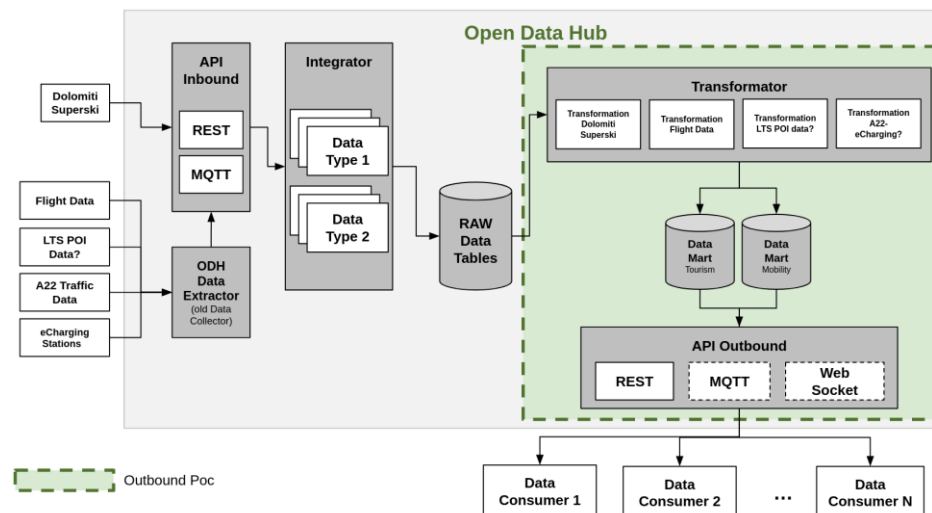 Open Data Hub
API
Inbound
REST
MQTT
Integrator
Data
Type 1
Data
Type 2
Dolomiti
Superski
Flight Data
LTS POI
Data?
A22 Traffic
Data
eCharging
Stations
ODH
Data
Extractor
(old Data
Collector)
RAW
Data
Tables
Transformator
Transformation
Dolomiti
Superski
Transformation
Flight Data
Transformation
LTS POI data?
Transformation
A22-
eCharging?
Data
Mart
Tourism
Data
Mart
Mobility
API Outbound
REST
MQTT
Web
Socket
Outbound Poc
Data
Consumer 1
Data
Consumer 2
...
Data
Consumer N